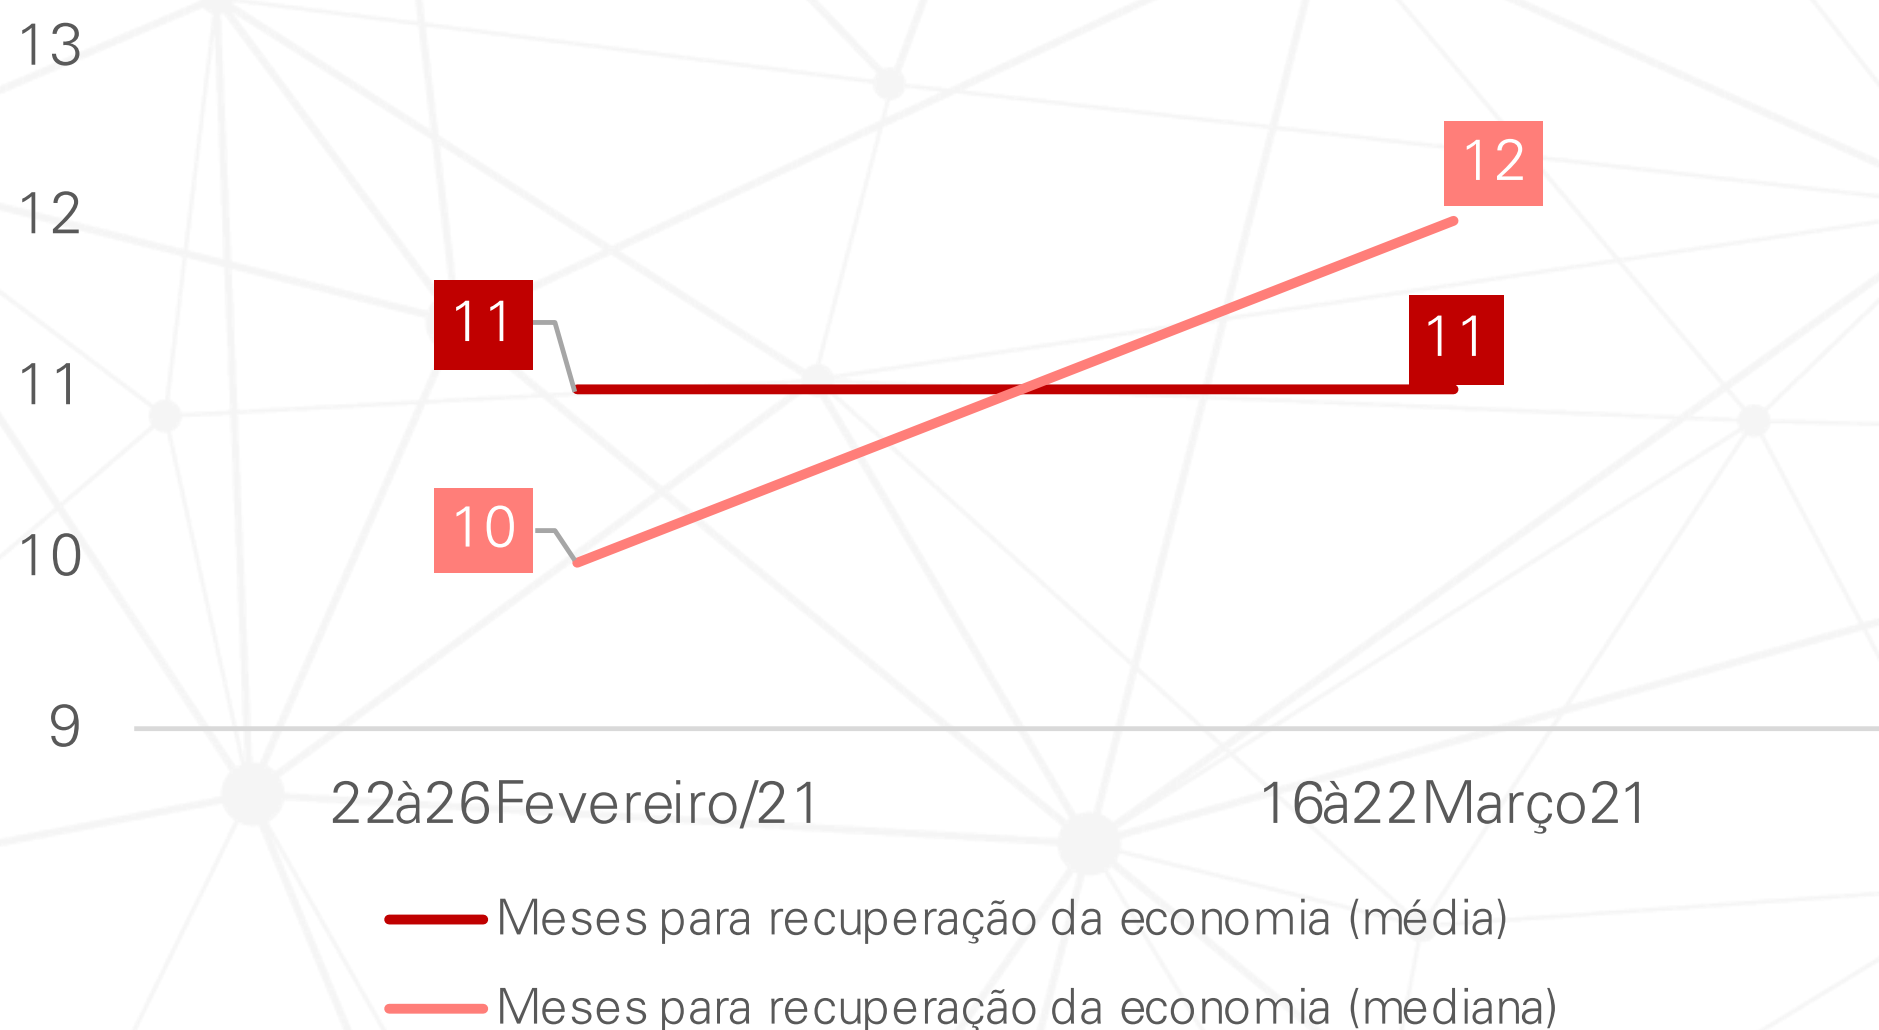 13
12
12
11
11
11
10
10
9
22à26Fevereiro/21
16à22Março21
Meses para recuperação da economia (média)
Meses para recuperação da economia (mediana)